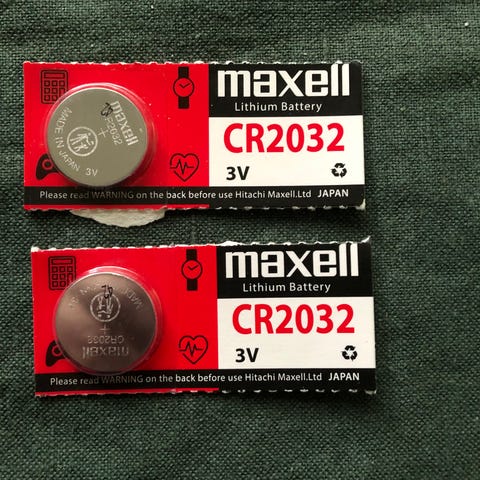 maxell
Lithium Battery
CR2032
3V
maxell
CR2032
+
MADE IN JAPAN 3V
Please read WARNING on the back before use Hitachi Maxell.Ltd JAPAN
maxell
Lithium Battery
CR2032
3V
maxell
CR2032
+
Please read WARNING on the back before use Hitachi Maxell.Ltd JAPAN